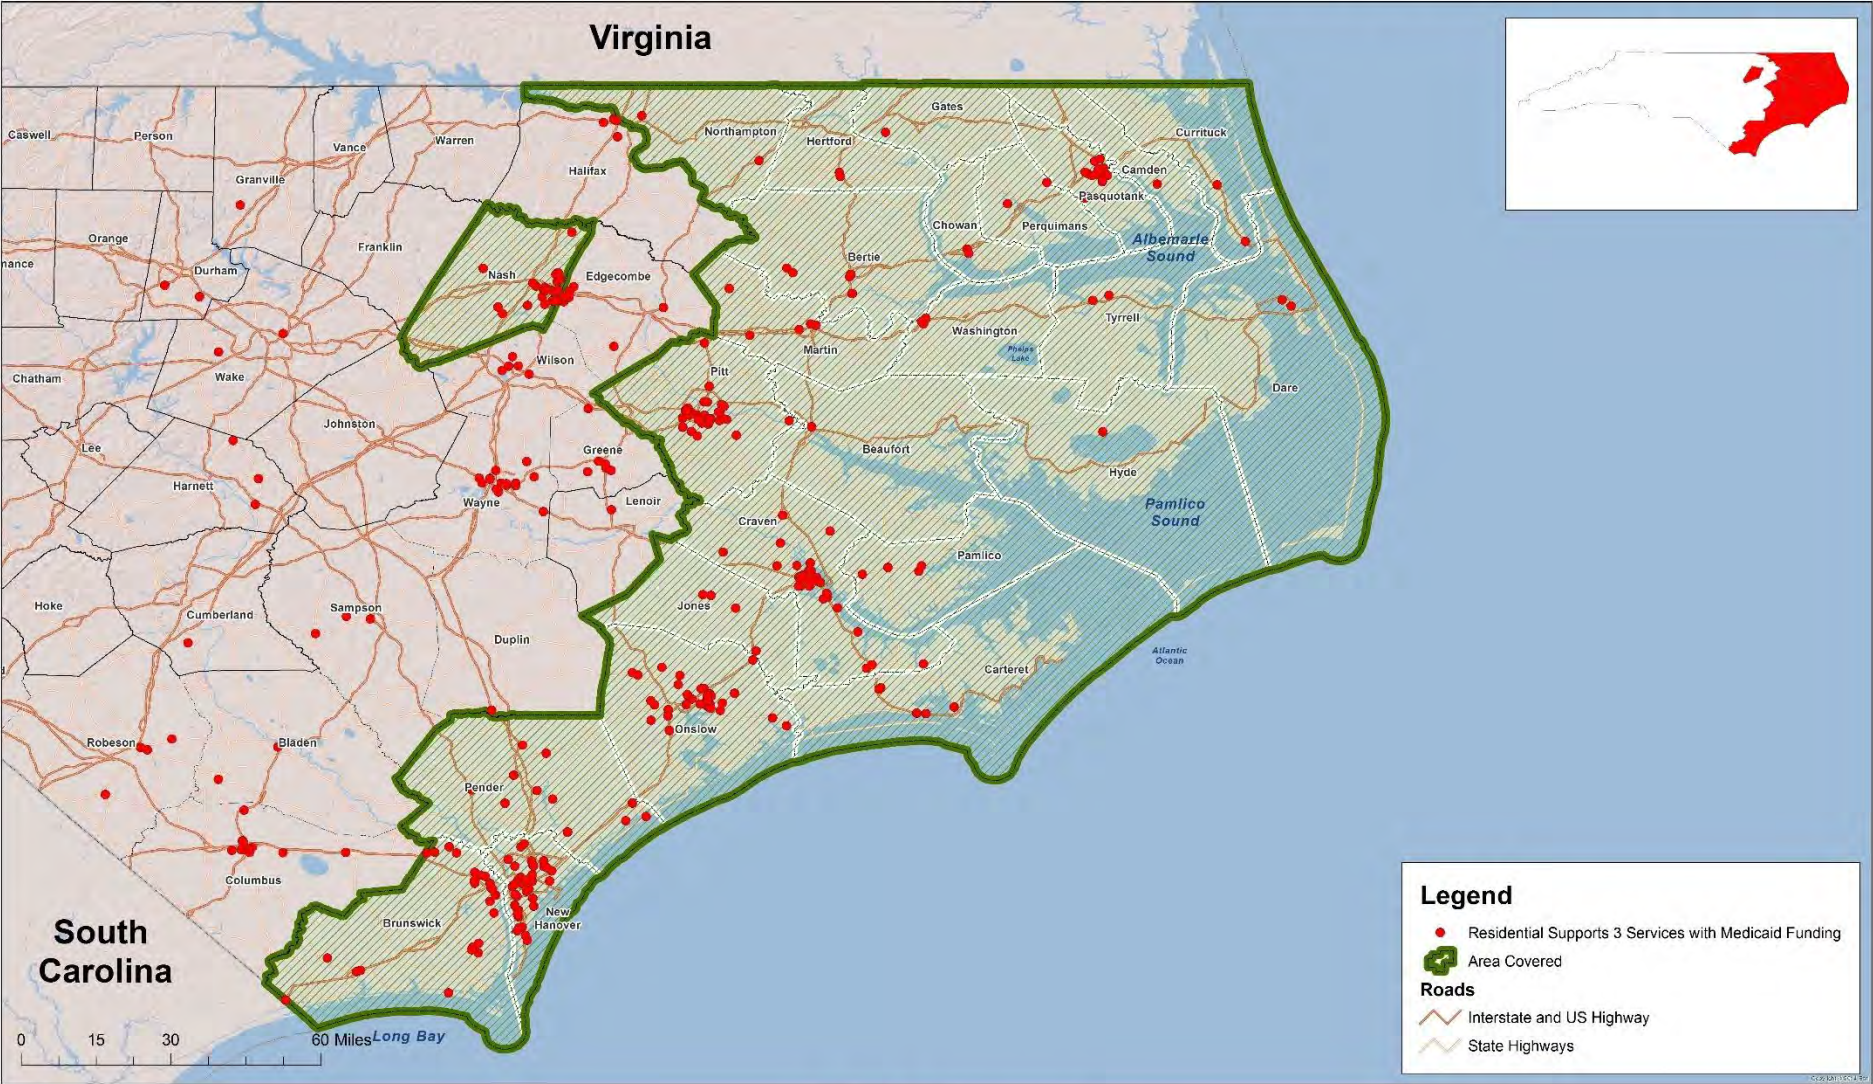 Virginia
Gates
Northampton
Hertford
Currituck
Caswell
Person
Vance
Warren
Halifax
Granville
Camden
Pasquotank
Chowan
Perquimans
Albemarle
Sound
Orange
Franklin
Durham
Nash
Edgecombe
Bertie
Tyrrell
Washington
Phelps
Lake
Martin
Wilson
Pitt
Chatham
Wake
Dare
Johnston
Lee
Harnett
Greene
Beaufort
Hyde
Wayne
Lenoir
Pamlico
Sound
Craven
Pamlico
Hoke
Cumberland
Sampson
Jones
Duplin
Atlantic
Ocean
Carteret
Onslow
Robeson
Bladen
Pender
Columbus
Brunswick
New
Hanover
South
Carolina
0 15 30 60 Miles
Long Bay
Legend
Residential Supports 3 Services with Medicaid Funding
Area Covered
Roads
Interstate and US Highway
State Highways